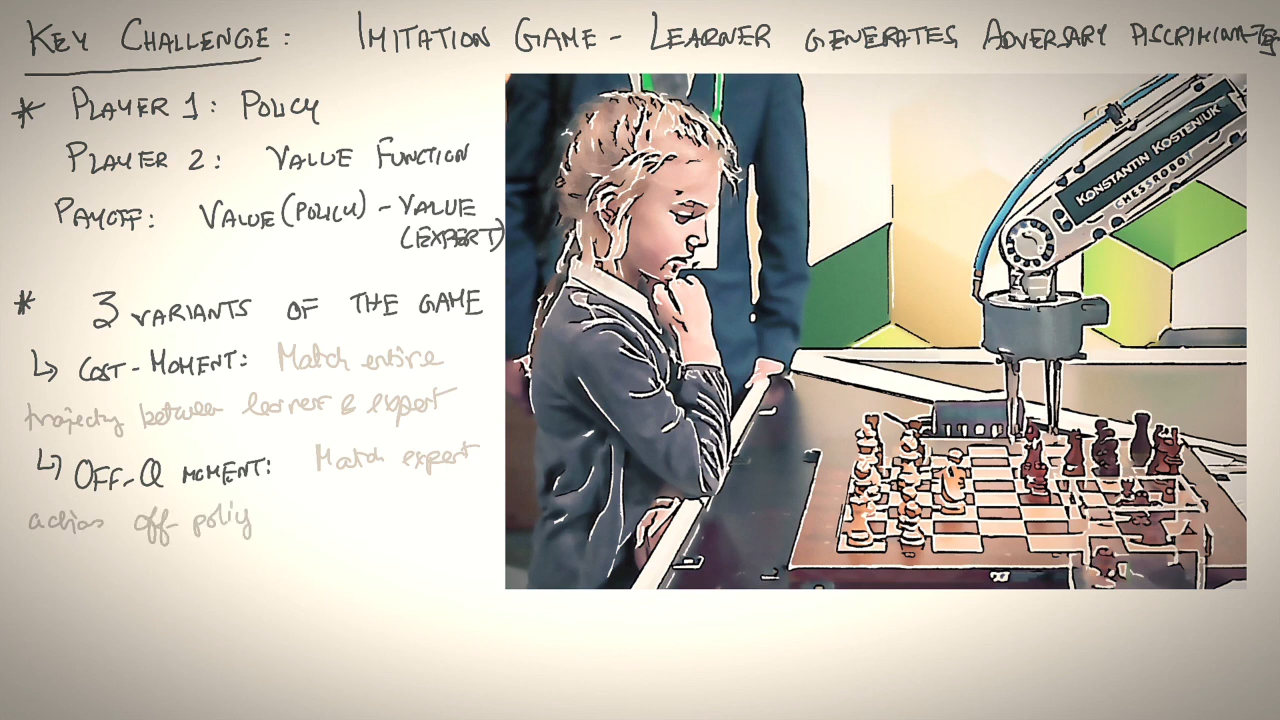 KEY CHALLENGE: IMITATION GAME - LEARNER GENERATES, ADVERSARY
* PLAYER 1: POLICY
PLAYER 2: VALUE FUNCTION
PAYOFF: VALUE (POLICY) - VALUE
(EXPERT)
* 3 VARIANTS OF THE GAME
↳ COST-MOMENT: Match entire
trajectory between learner & expert
↳ OFF-Q MOMENT: Match expert
actions off-policy
KONSTANTIN KOSTENIUK
CHESSROBOT